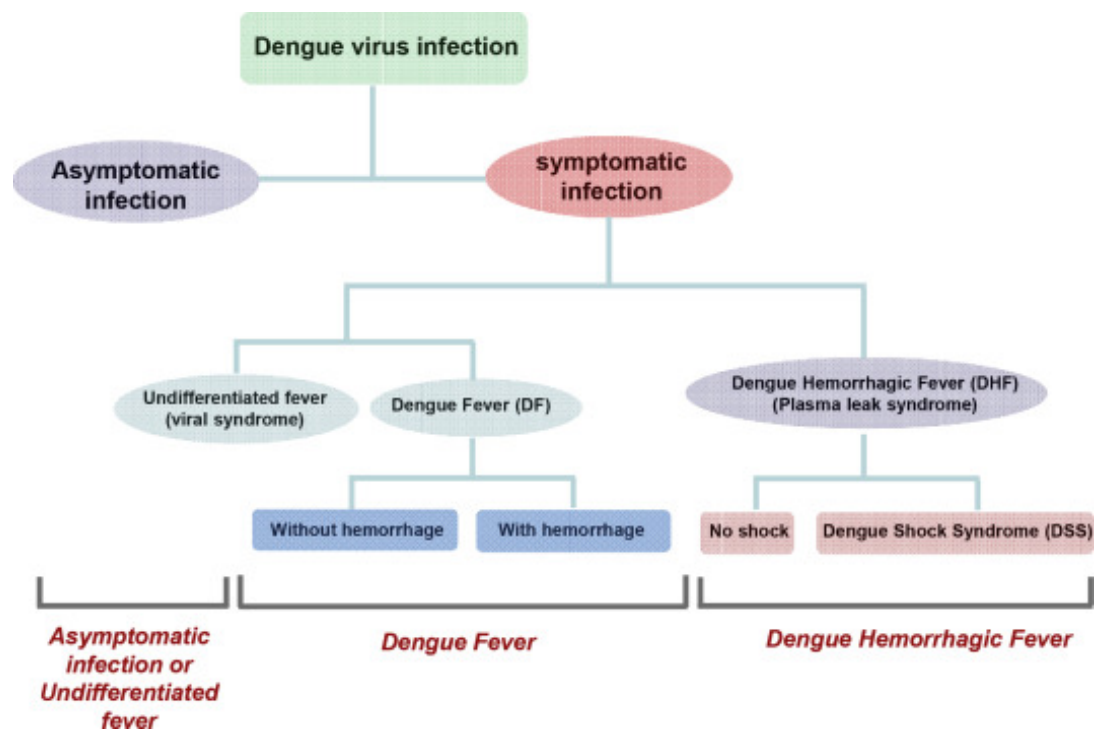 Dengue virus infection
Asymptomatic
infection
symptomatic
infection
Undifferentiated fever
(viral syndrome)
Dengue Fever (DF)
Dengue Hemorrhagic Fever (DHF)
(Plasma leak syndrome)
Without hemorrhage
With hemorrhage
No shock
Dengue Shock Syndrome (DSS)
Asymptomatic
infection or
Undifferentiated
fever
Dengue Fever
Dengue Hemorrhagic Fever